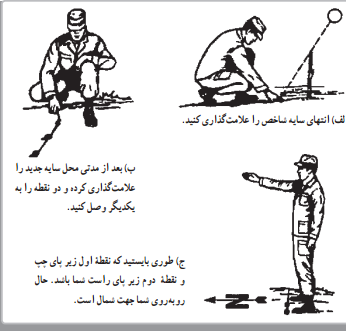 الف) انتهای سایه شاخص را علامت‌گذاری کنید.
ب) بعد از مدتی محل سایه جدید را
علامت‌گذاری کرده و دو نقطه را به
یکدیگر وصل کنید.
ج) طوری بایستید که نقطهٔ اول زیر پای چپ
و نقطهٔ دوم زیر پای راست شما باشد. حال
روبه‌روی شما جهت شمال است.
N